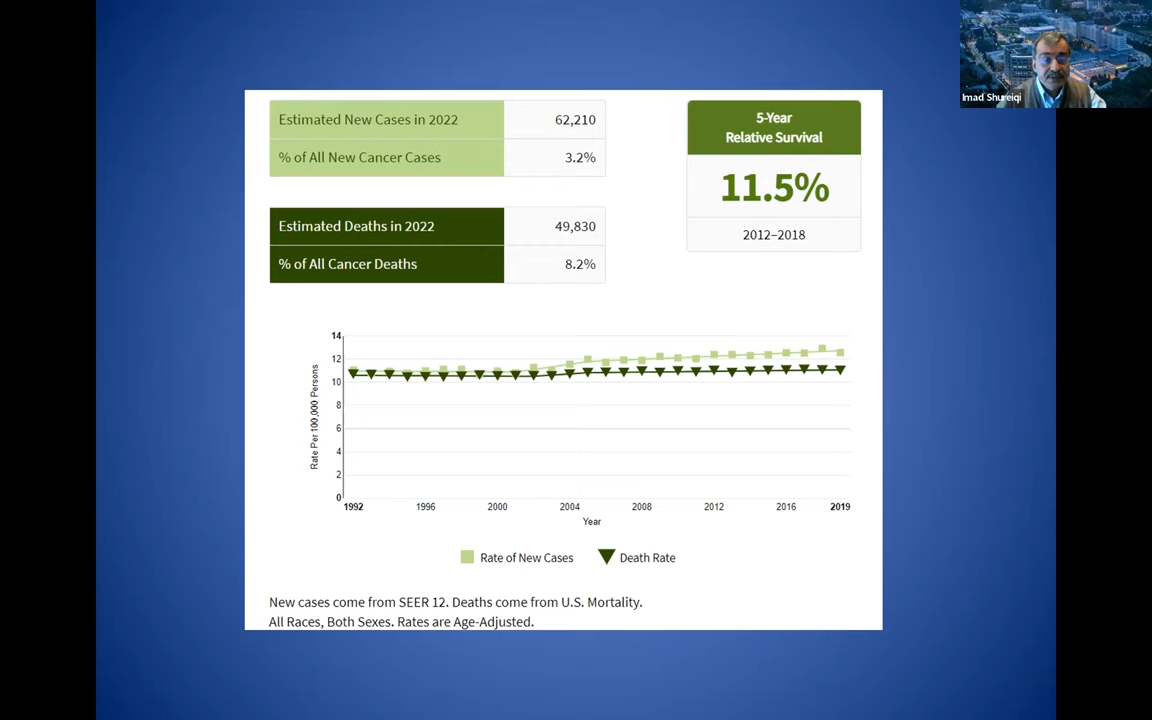 Imad Shureiqi
Estimated New Cases in 2022 62,210
% of All New Cancer Cases 3.2%
Estimated Deaths in 2022 49,830
% of All Cancer Deaths 8.2%
5-Year
Relative Survival
11.5%
2012–2018
14
12
10
8
6
4
2
0
Rate Per 100,000 Persons
1992 1996 2000 2004 2008 2012 2016 2019
Year
Rate of New Cases Death Rate
New cases come from SEER 12. Deaths come from U.S. Mortality.
All Races, Both Sexes. Rates are Age-Adjusted.